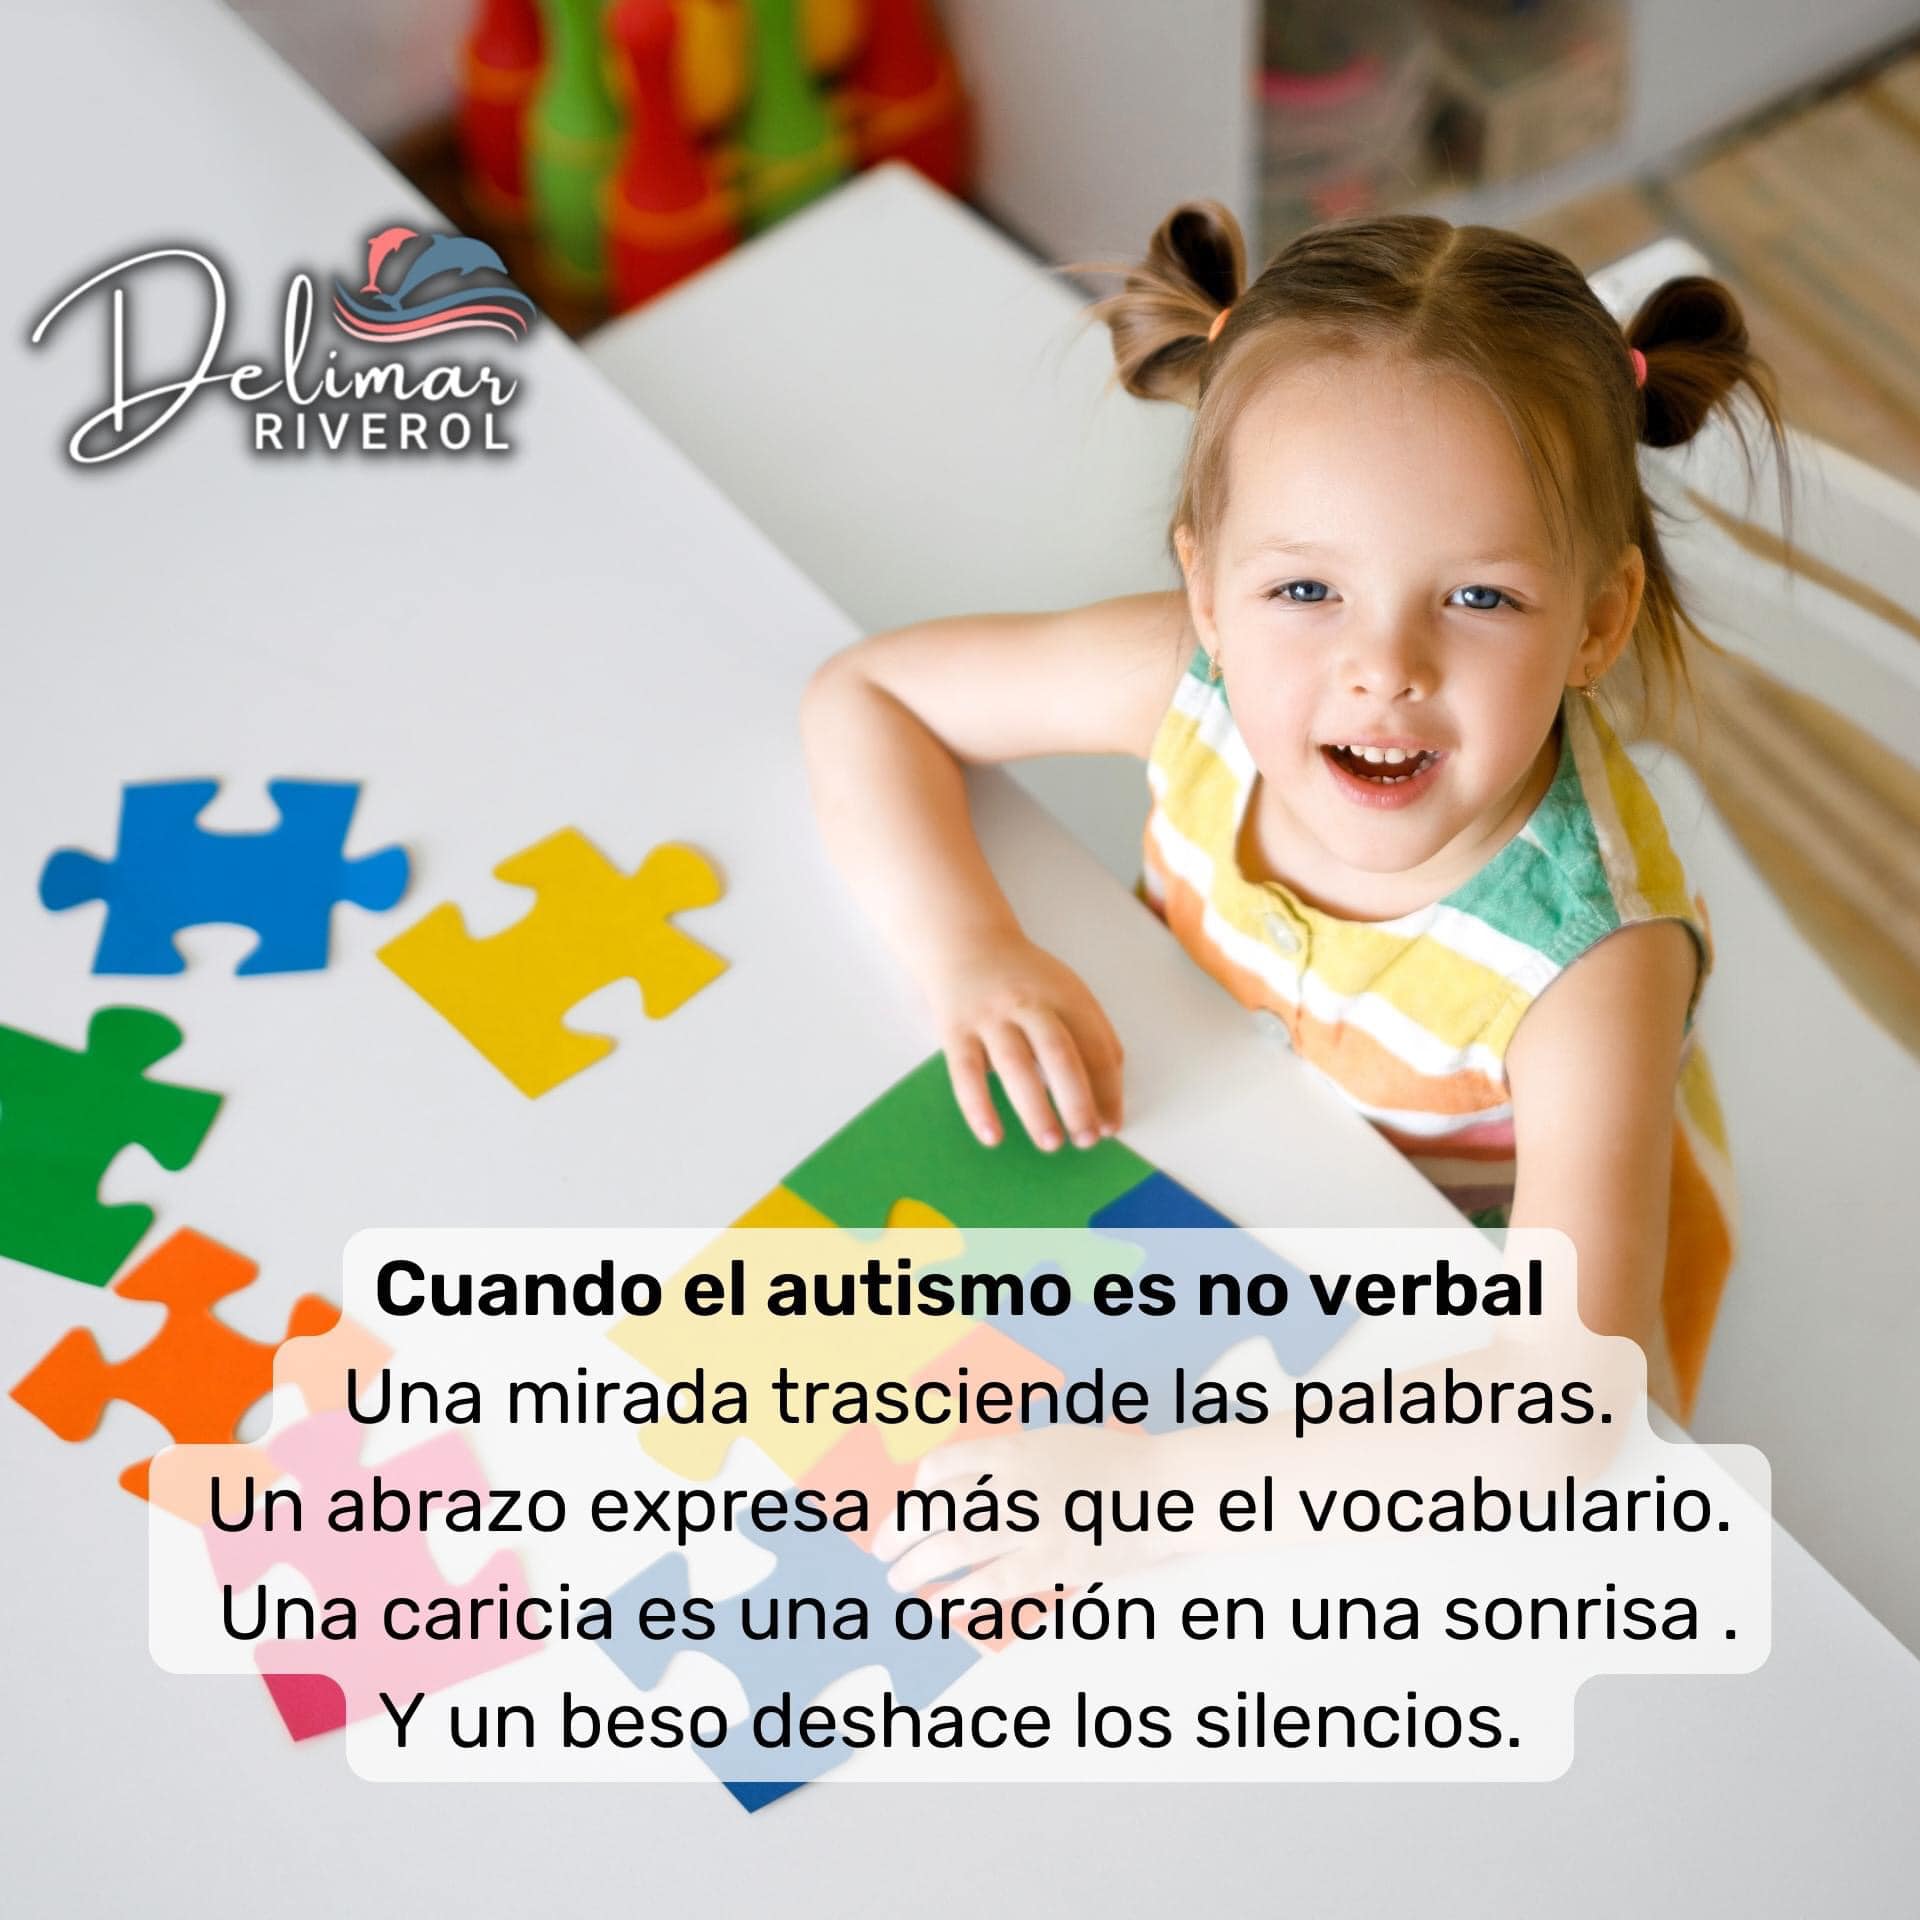 Delimar
RIVEROL
Cuando el autismo es no verbal
Una mirada trasciende las palabras.
Un abrazo expresa más que el vocabulario.
Una caricia es una oración en una sonrisa .
Y un beso deshace los silencios.